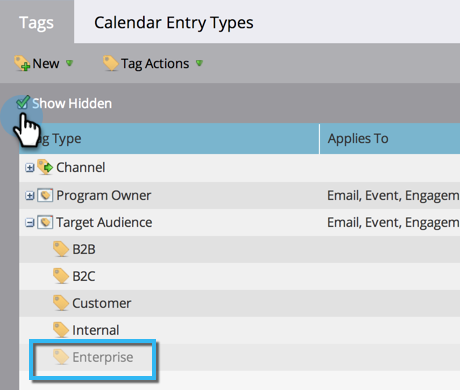 Tags Calendar Entry Types
New Tag Actions
Show Hidden
Type Applies To
Channel
Program Owner Email, Event, Engagem
Target Audience Email, Event, Engagem
B2B
B2C
Customer
Internal
Enterprise